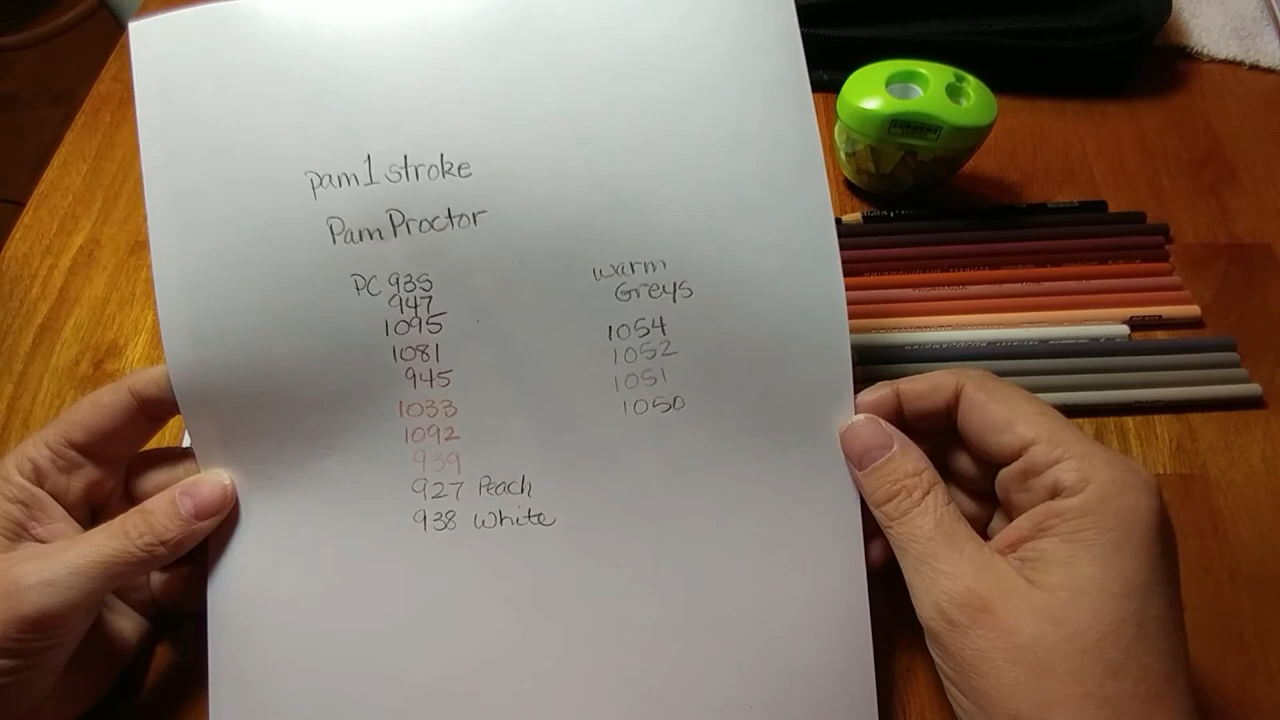 pam1stroke
Pam Proctor
PC 935
947
1095
1081
945
1033
1092
939
927 Peach
938 White
warm
Greys
1054
1052
1051
1050